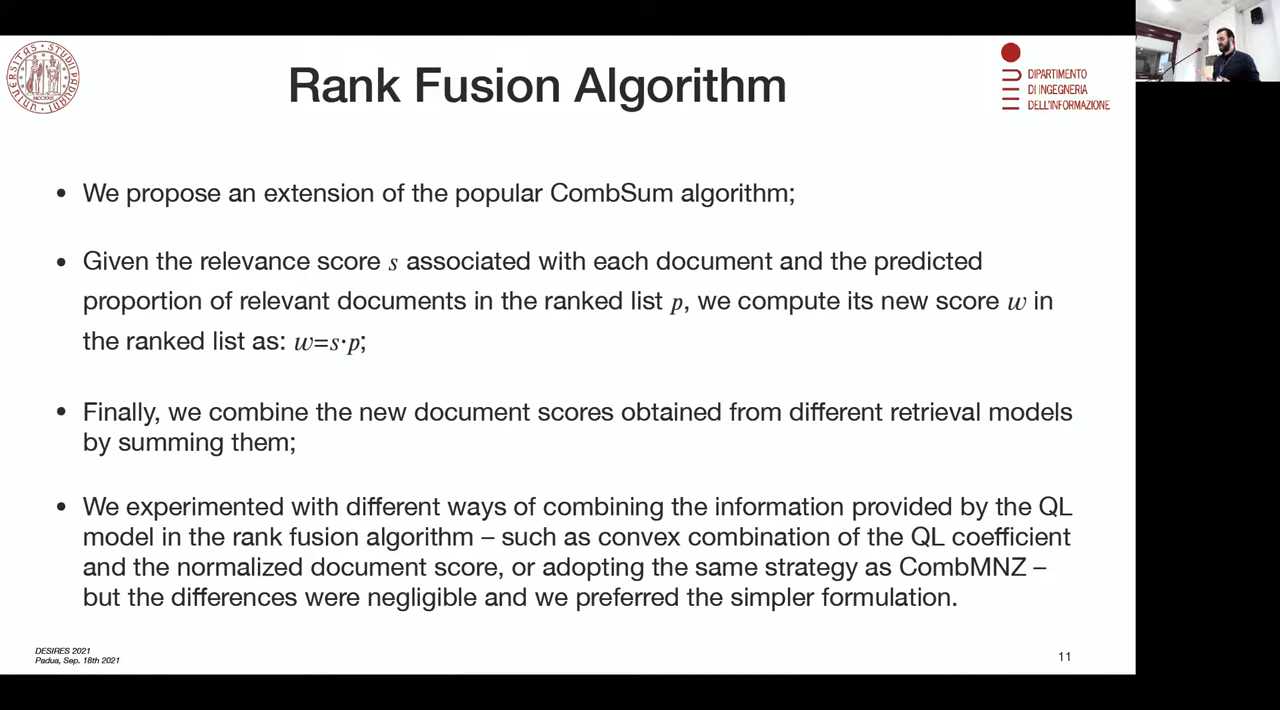 Rank Fusion Algorithm
DIPARTIMENTO
DI INGEGNERIA
DELL'INFORMAZIONE
• We propose an extension of the popular CombSum algorithm;
• Given the relevance score s associated with each document and the predicted
proportion of relevant documents in the ranked list p, we compute its new score w in
the ranked list as: w=s·p;
• Finally, we combine the new document scores obtained from different retrieval models
by summing them;
• We experimented with different ways of combining the information provided by the QL
model in the rank fusion algorithm – such as convex combination of the QL coefficient
and the normalized document score, or adopting the same strategy as CombMNZ –
but the differences were negligible and we preferred the simpler formulation.
DESIRES 2021
Padua, Sep. 18th 2021
11